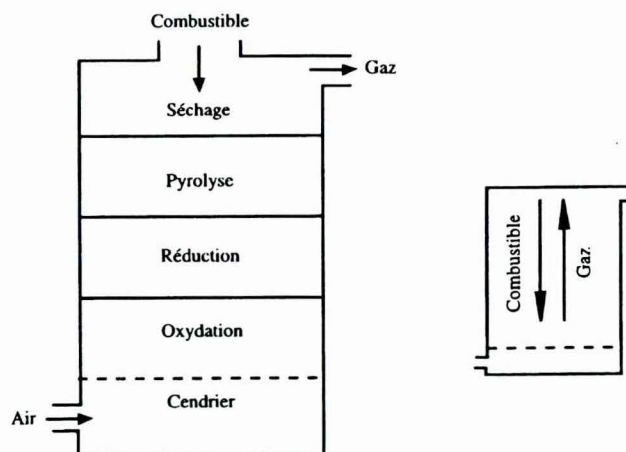 Combustible
Gaz
Séchage
Pyrolyse
Réduction
Oxydation
Air
Cendrier
Combustible
Gaz